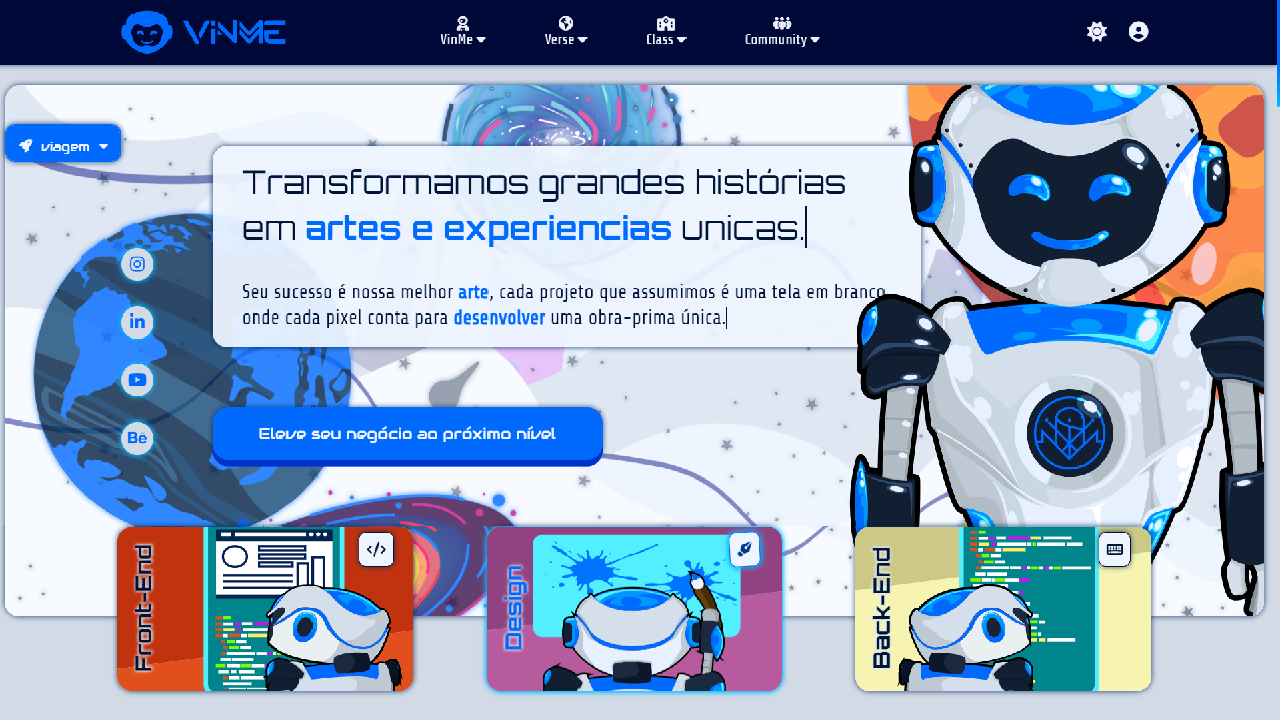 VINME
VinMe
Verse
Class
Community
viagem
Transformamos grandes histórias
em artes e experiencias unicas.
Seu sucesso é nossa melhor arte, cada projeto que assumimos é uma tela em branco
onde cada pixel conta para desenvolver uma obra-prima única.
in
Bē
Eleve seu negócio ao próximo nível
Front-End
</>
Design
Back-End